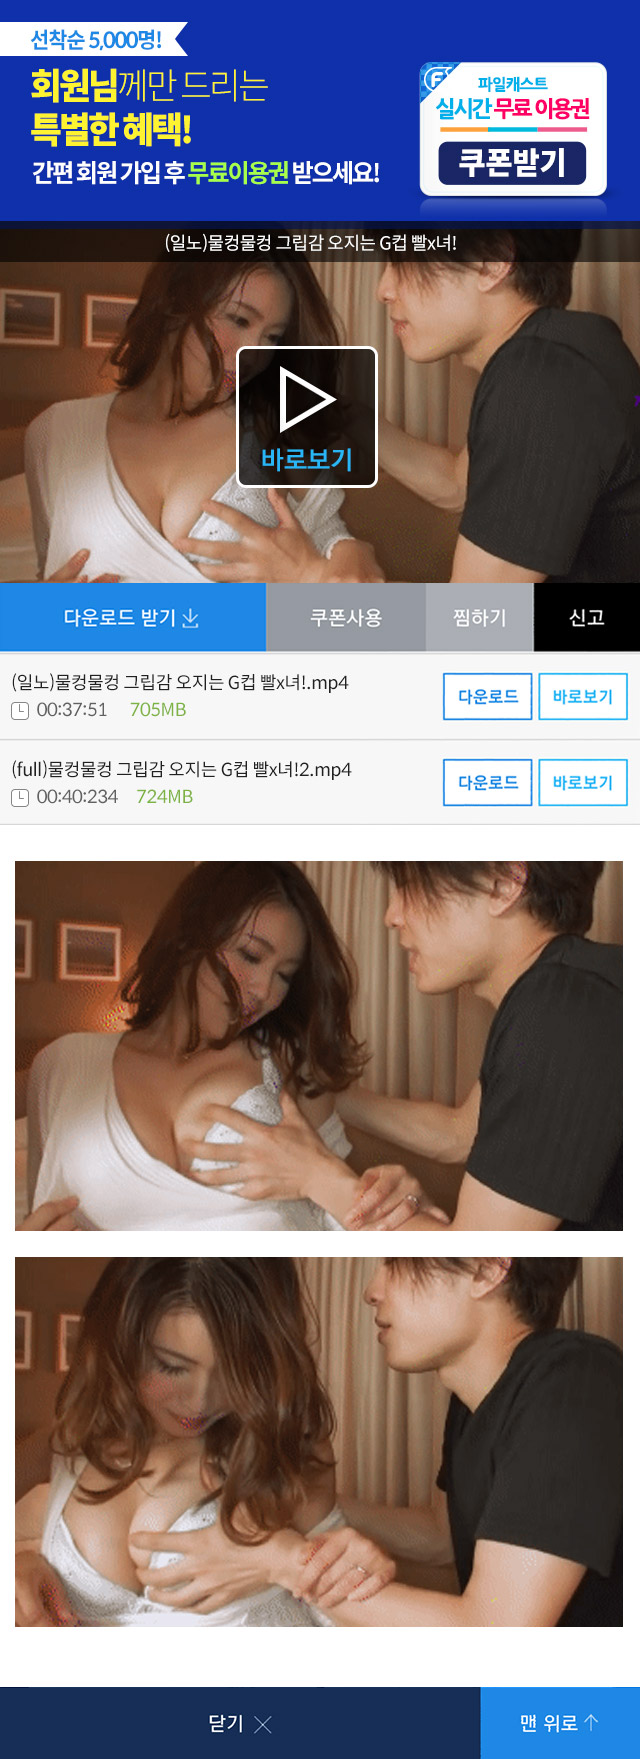 선착순 5,000명!
회원님께만 드리는
특별한 혜택!
간편 회원 가입 후 무료이용권 받으세요!
파일캐스트
실시간 무료 이용권
쿠폰받기
(일노)물컹물컹 그립감 오지는 G컵 빨x녀!
바로보기
다운로드 받기
쿠폰사용
찜하기
신고
(일노)물컹물컹 그립감 오지는 G컵 빨x녀!.mp4
00:37:51 705MB
다운로드
바로보기
(full)물컹물컹 그립감 오지는 G컵 빨x녀!2.mp4
00:40:234 724MB
다운로드
바로보기
닫기
맨 위로